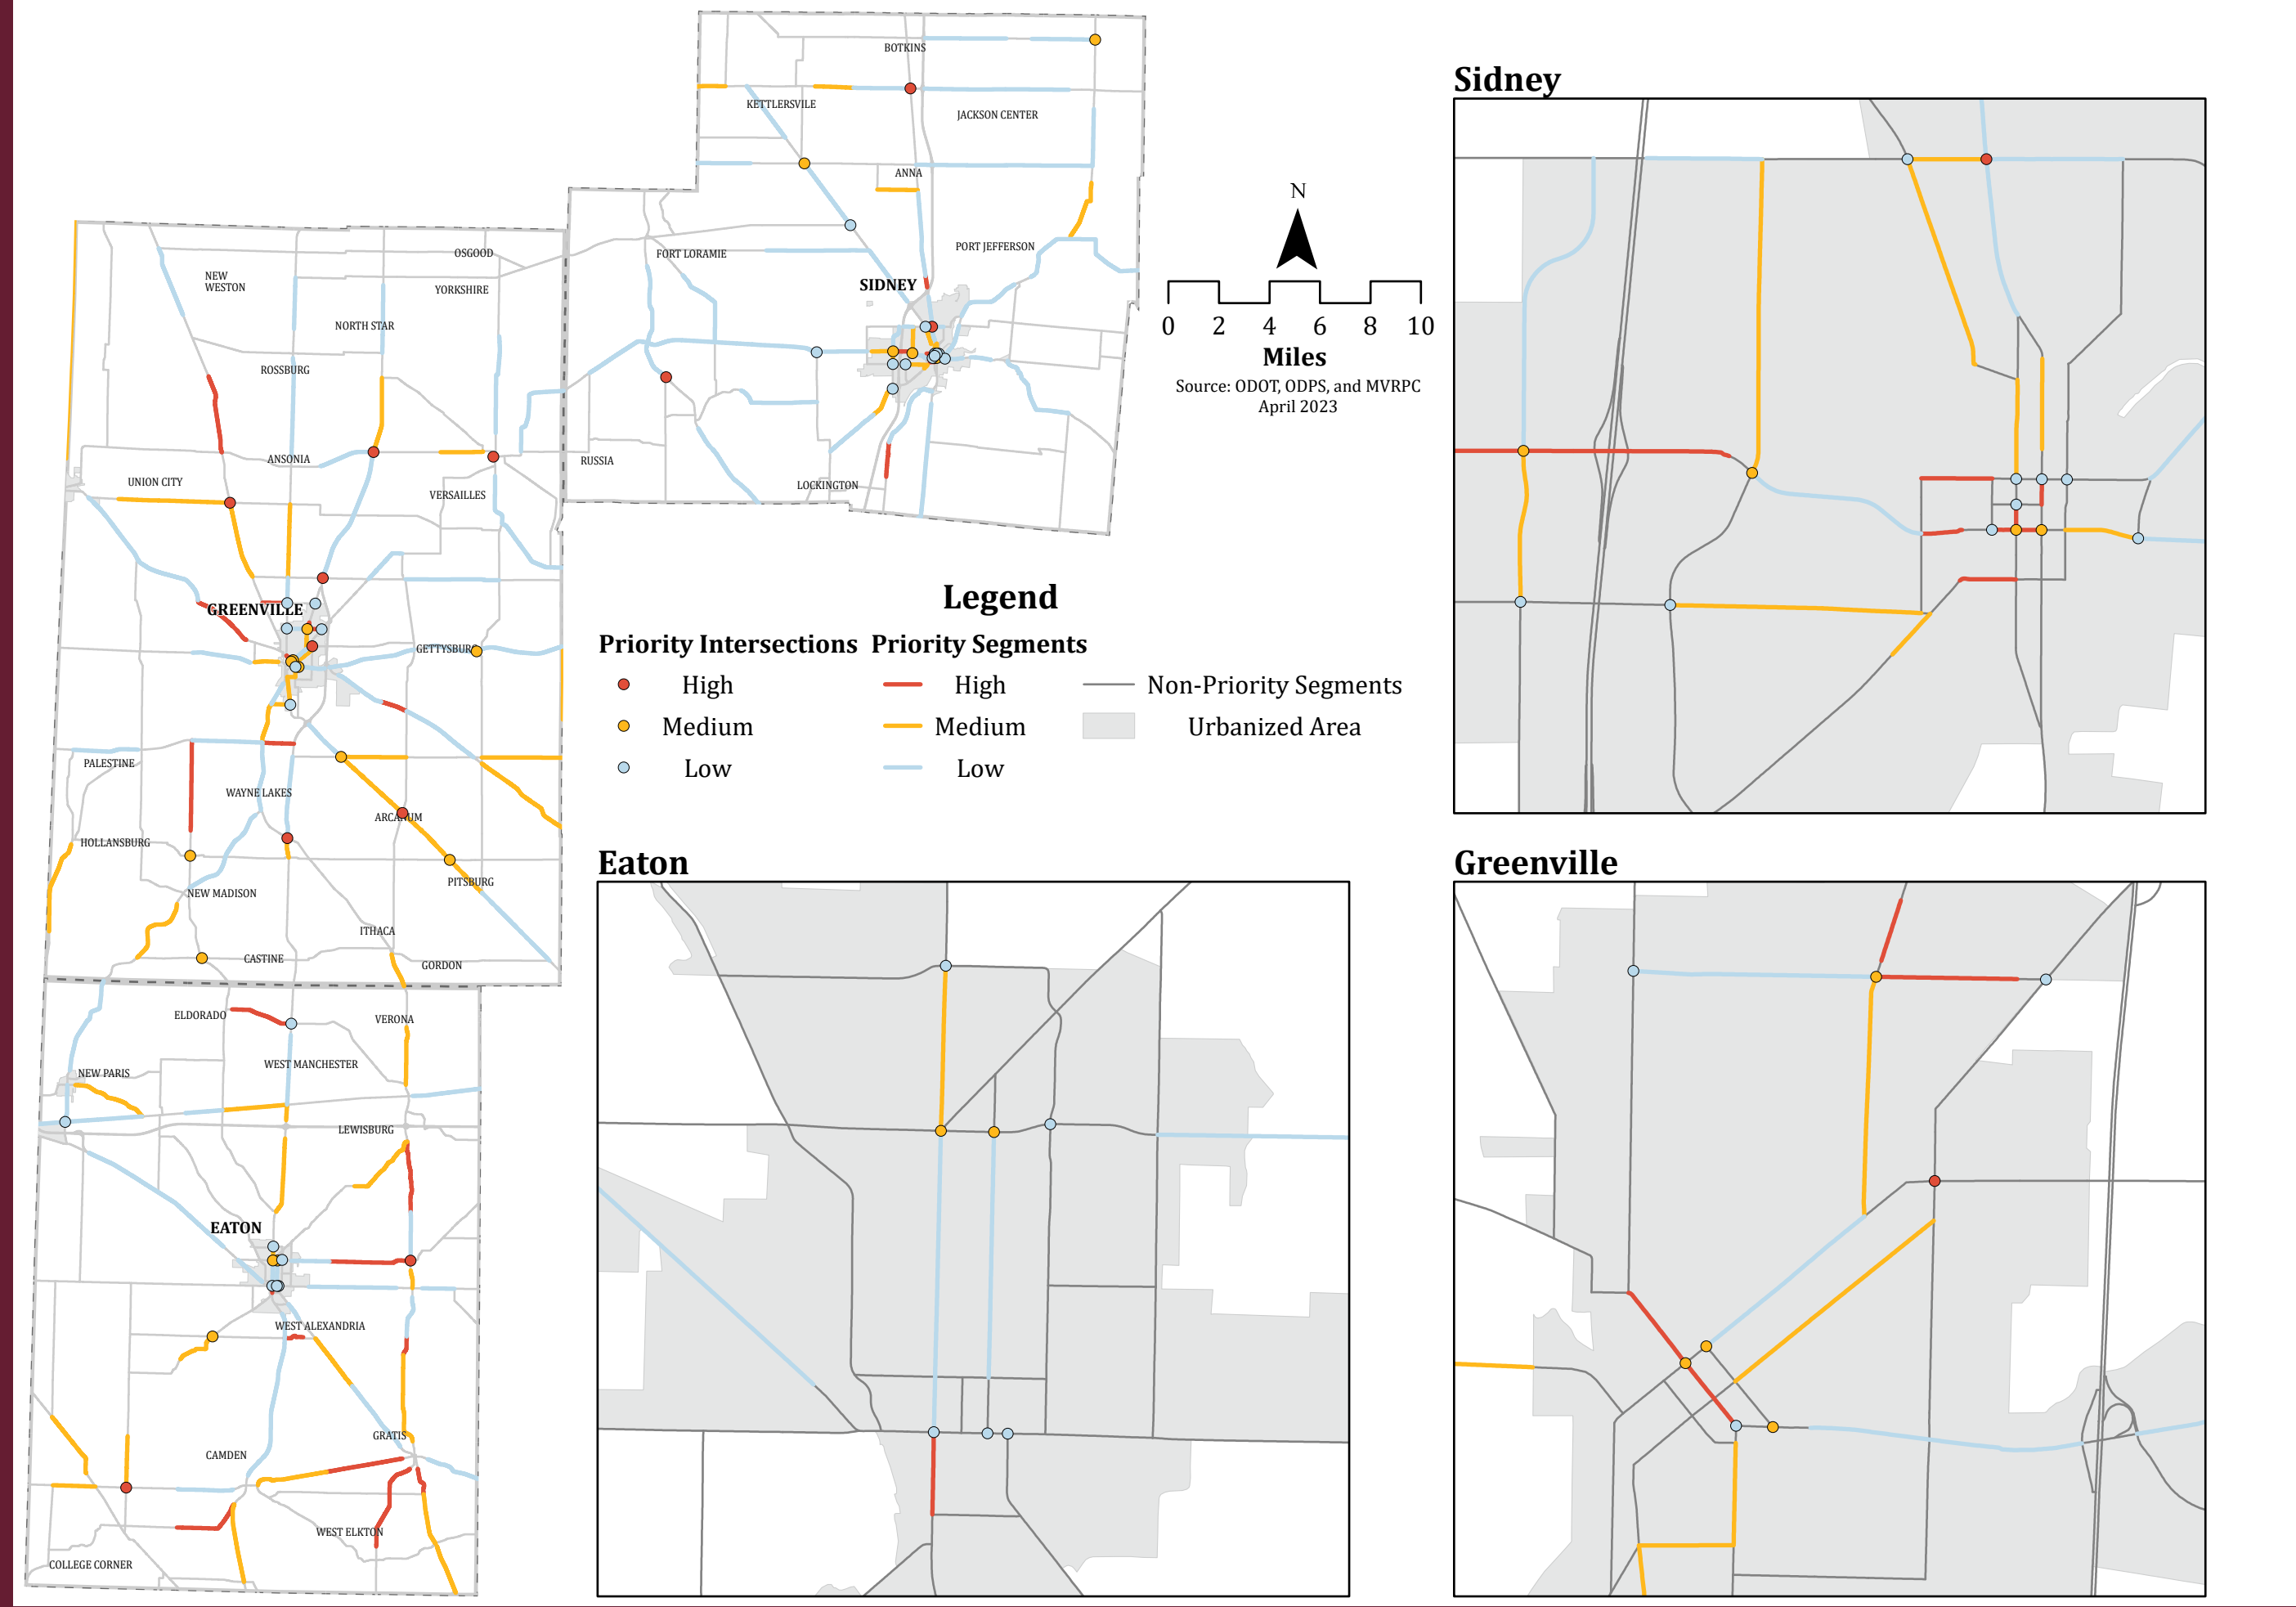 BOTKINS
KETTLERSVILE
JACKSON CENTER
ANNA
FORT LORAMIE
PORT JEFFERSON
SIDNEY
RUSSIA
LOCKINGTON
OSGOOD
NEW
WESTON
YORKSHIRE
NORTH STAR
ROSSBURG
ANSONIA
UNION CITY
VERSAILLES
GREENVILLE
GETTYSBURG
PALESTINE
WAYNE LAKES
ARCANUM
HOLLANSBURG
PITSBURG
NEW MADISON
ITHACA
CASTINE
GORDON
ELDORADO
VERONA
WEST MANCHESTER
NEW PARIS
LEWISBURG
EATON
WEST ALEXANDRIA
GRATIS
CAMDEN
WEST ELKTON
COLLEGE CORNER
N
0 2 4 6 8 10
Miles
Source: ODOT, ODPS, and MVRPC
April 2023
Legend
Priority Intersections Priority Segments
High High Non-Priority Segments
Medium Medium Urbanized Area
Low Low
Sidney
Eaton
Greenville